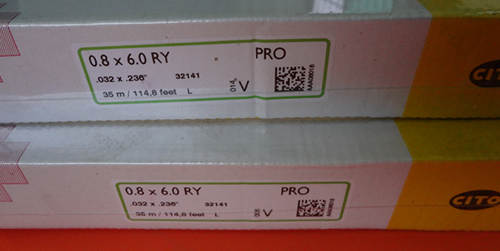 0.8 x 6.0 RY PRO
.032 x .236" 32141
35 m / 114,8 feet L V
CITO
0.8 x 6.0 RY PRO
.032 x .236" 32141
35 m / 114,8 feet L V
CITO